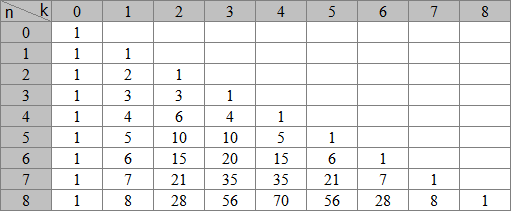 n k 0 1 2 3 4 5 6 7 8
0 1
1 1 1
2 1 2 1
3 1 3 3 1
4 1 4 6 4 1
5 1 5 10 10 5 1
6 1 6 15 20 15 6 1
7 1 7 21 35 35 21 7 1
8 1 8 28 56 70 56 28 8 1